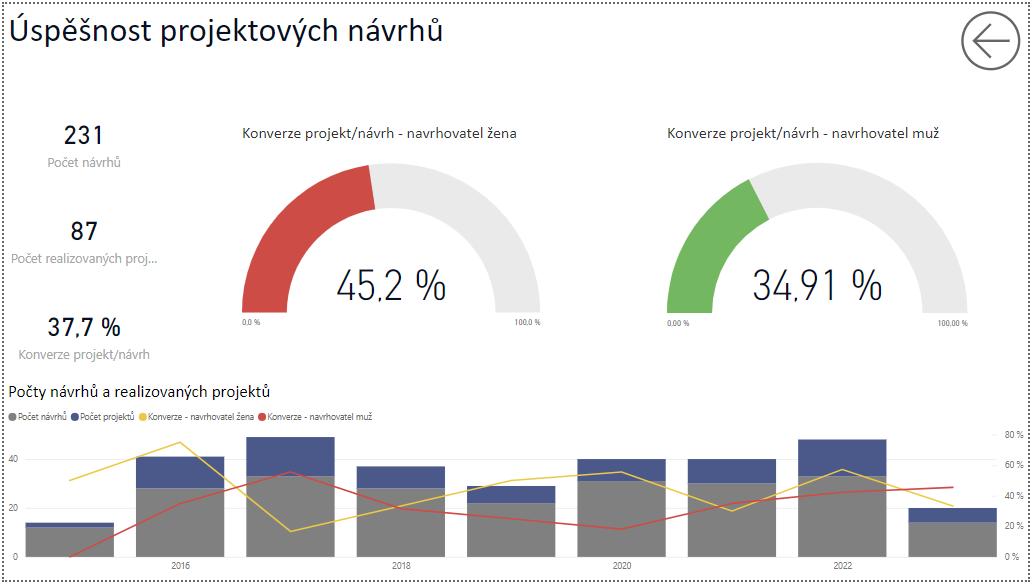 Úspěšnost projektových návrhů
231
Počet návrhů
87
Počet realizovaných proj...
37,7 %
Konverze projekt/návrh
Konverze projekt/návrh - navrhovatel žena
45,2 %
0,0 %
100,0 %
Konverze projekt/návrh - navrhovatel muž
34,91 %
0,00 %
100,00 %
Počty návrhů a realizovaných projektů
Počet návrhů Počet projektů Konverze - navrhovatel žena Konverze - navrhovatel muž
40
20
0
80 %
60 %
40 %
20 %
0 %
2016 2018 2020 2022